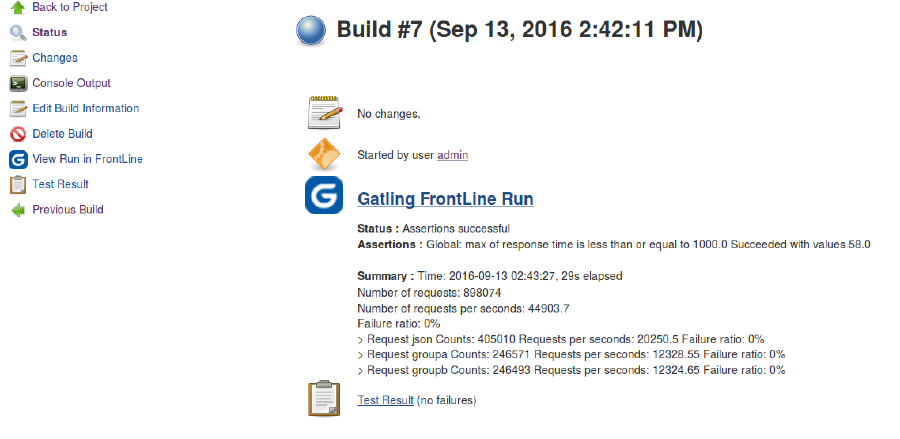 Back to Project
Status
Changes
Console Output
Edit Build Information
Delete Build
View Run in FrontLine
Test Result
Previous Build
Build #7 (Sep 13, 2016 2:42:11 PM)
No changes.
Started by user admin
Gatling FrontLine Run
Status : Assertions successful
Assertions : Global: max of response time is less than or equal to 1000.0 Succeeded with values 58.0
Summary : Time: 2016-09-13 02:43:27, 29s elapsed
Number of requests: 898074
Number of requests per seconds: 44903.7
Failure ratio: 0%
> Request json Counts: 405010 Requests per seconds: 20250.5 Failure ratio: 0%
> Request groupa Counts: 246571 Requests per seconds: 12328.55 Failure ratio: 0%
> Request groupb Counts: 246493 Requests per seconds: 12324.65 Failure ratio: 0%
Test Result (no failures)